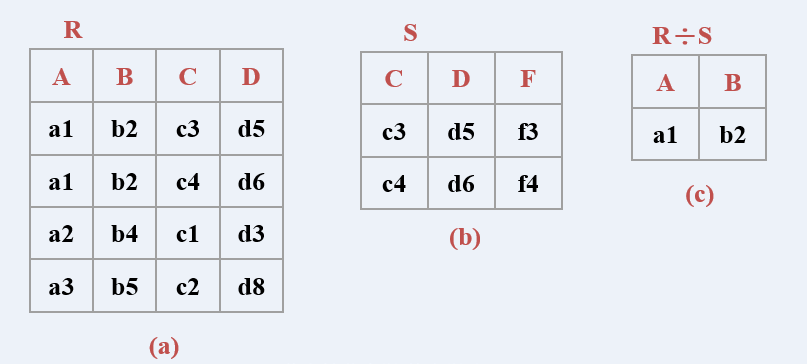 R
A B C D
a1 b2 c3 d5
a1 b2 c4 d6
a2 b4 c1 d3
a3 b5 c2 d8
(a)
S
C D F
c3 d5 f3
c4 d6 f4
(b)
R÷S
A B
a1 b2
(c)